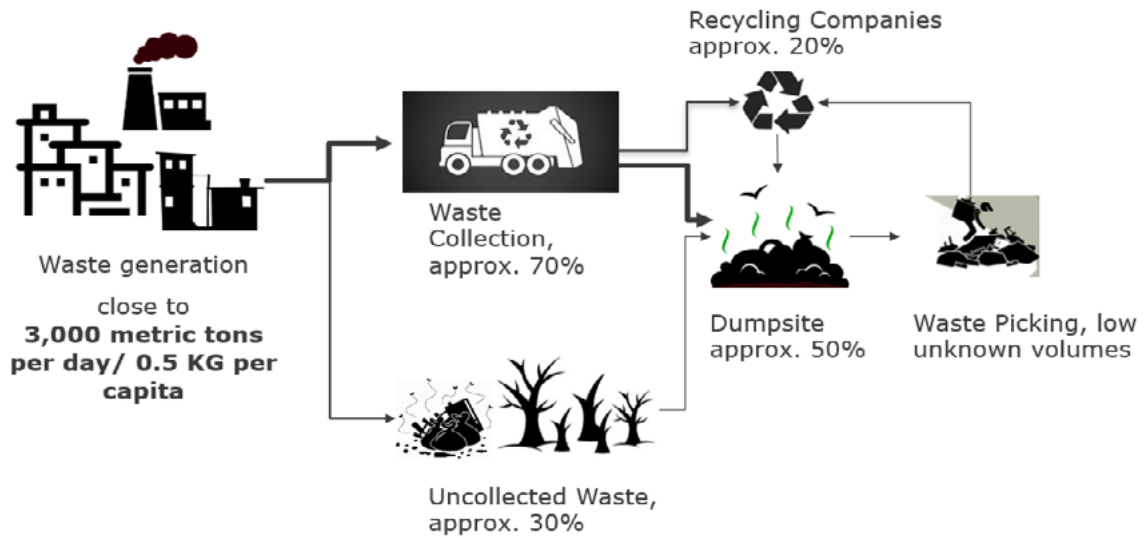 Recycling Companies
approx. 20%
Waste
Collection,
approx. 70%
Waste generation
close to
3,000 metric tons
per day/ 0.5 KG per
capita
Dumpsite
approx. 50%
Waste Picking, low
unknown volumes
Uncollected Waste,
approx. 30%